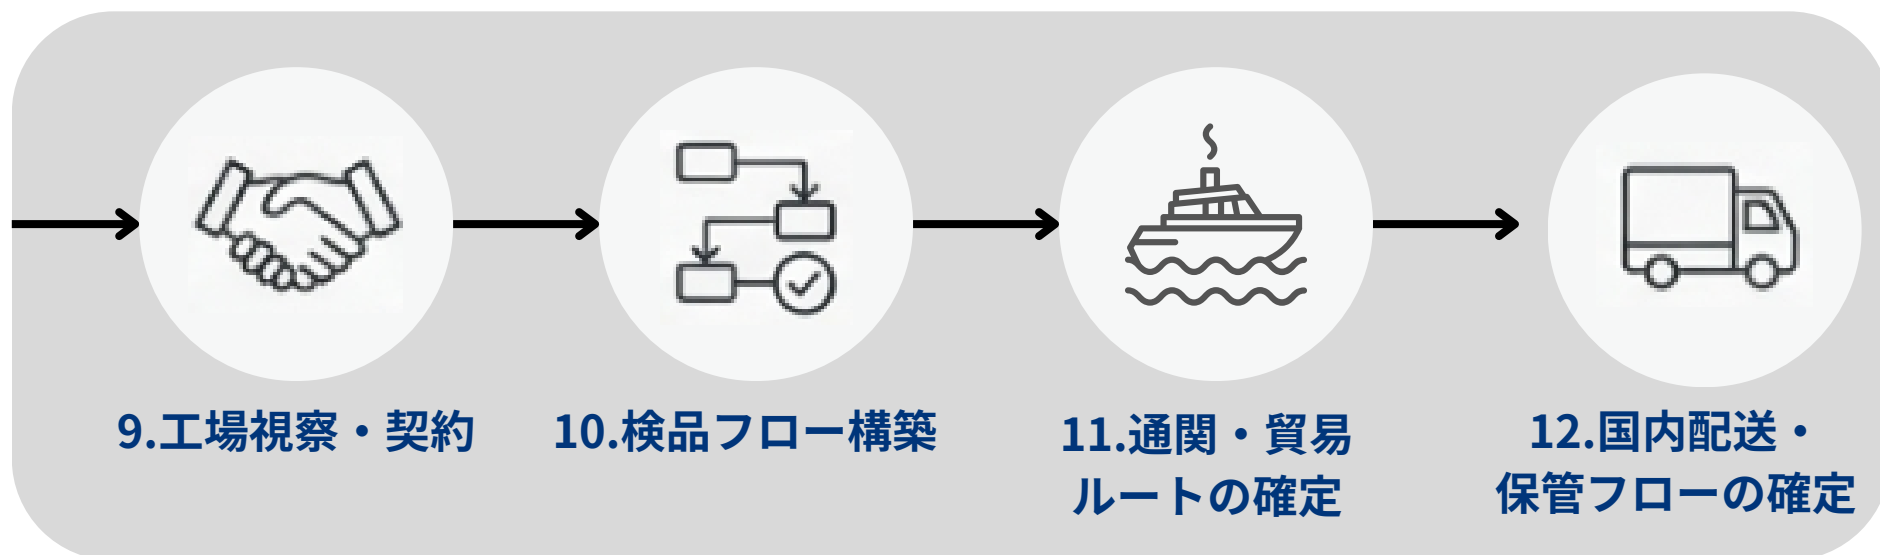 9.工場視察・契約
10.検品フロー構築
11.通関・貿易
ルートの確定
12.国内配送・
保管フローの確定